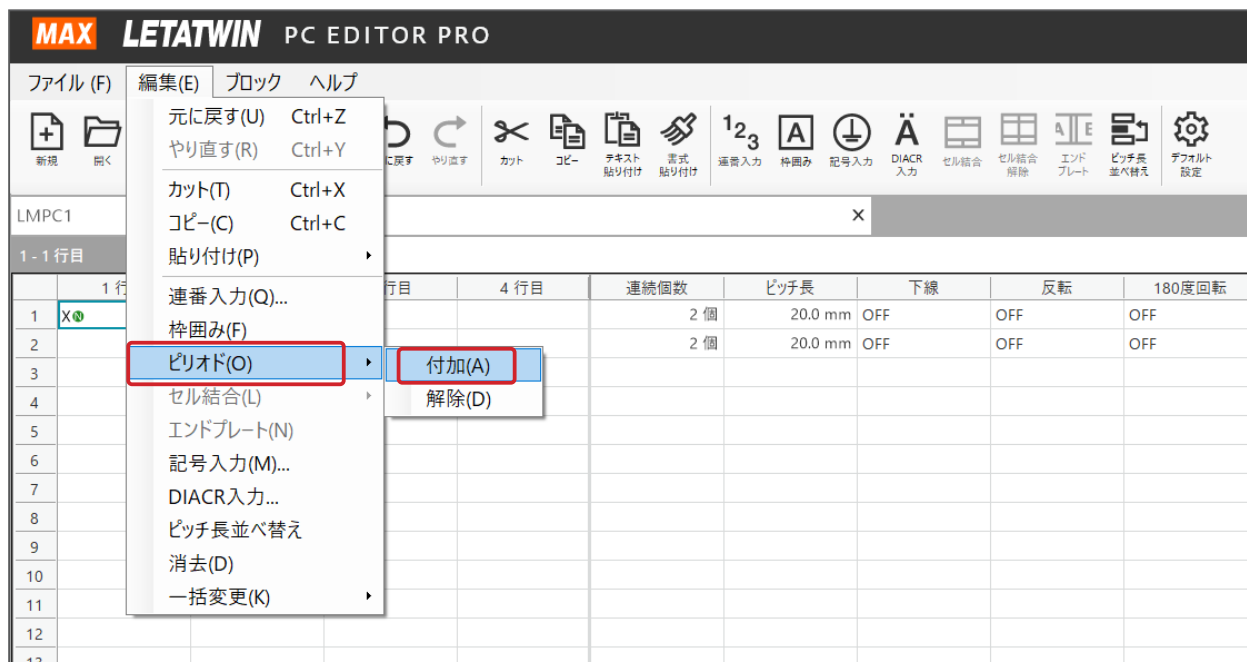 MAX LETATWIN PC EDITOR PRO
ファイル (F) 編集(E) ブロック ヘルプ
新規 開く に戻す やり直す カット コピー テキスト貼り付け 書式貼り付け 123 連番入力 A 枠囲み 記号入力 Ä DIACR入力 セル結合 セル結合解除 A E エンドプレート ピッチ長並べ替え デフォルト設定
元に戻す(U) Ctrl+Z
やり直す(R) Ctrl+Y
カット(T) Ctrl+X
コピー(C) Ctrl+C
貼り付け(P)
連番入力(Q)...
枠囲み(F)
ピリオド(O)
付加(A)
解除(D)
セル結合(L)
エンドプレート(N)
記号入力(M)...
DIACR入力...
ピッチ長並べ替え
消去(D)
一括変更(K)
LMPC1 ×
1 - 1 行目
1 行 行目 4 行目 連続個数 ピッチ長 下線 反転 180度回転
1 XN 2 個 20.0 mm OFF OFF OFF
2 2 個 20.0 mm OFF OFF OFF
3
4
5
6
7
8
9
10
11
12
13